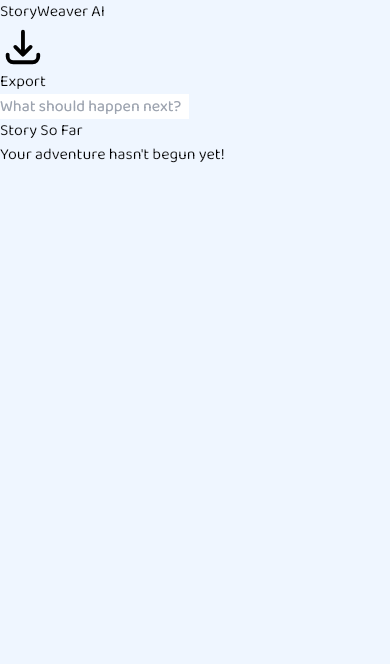 StoryWeaver AI
Export
What should happen next?
Story So Far
Your adventure hasn't begun yet!